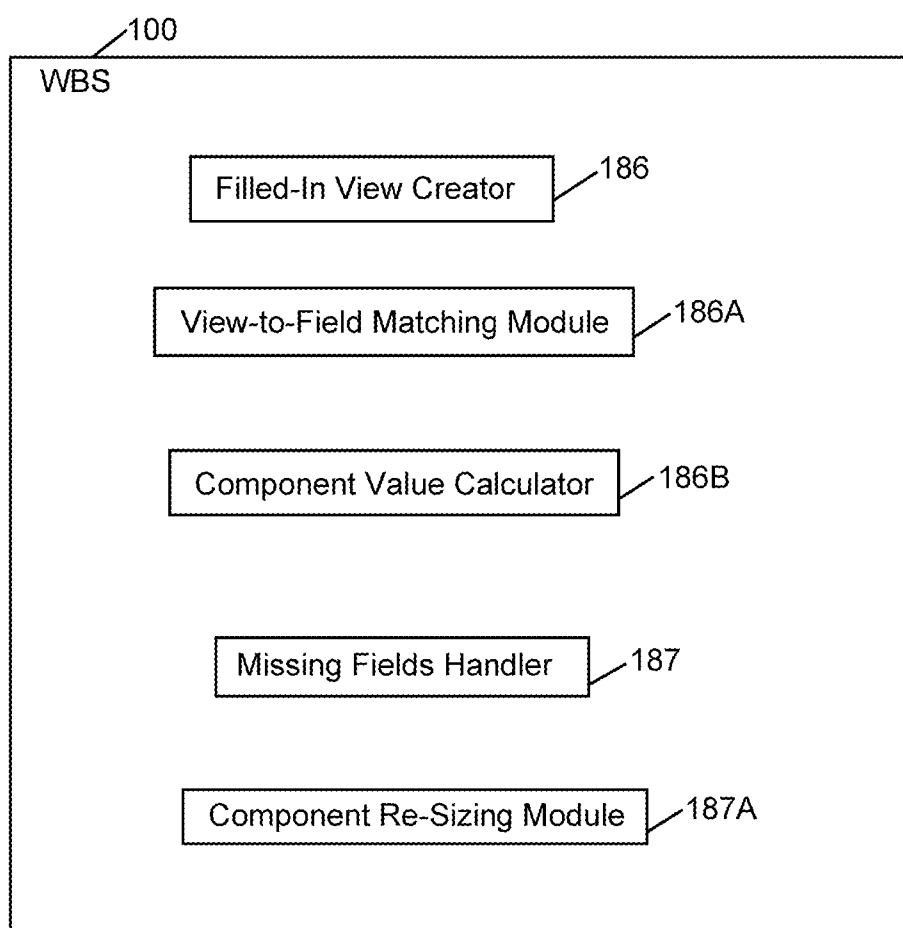 100
WBS
Filled-In View Creator
186
View-to-Field Matching Module
186A
Component Value Calculator
186B
Missing Fields Handler
187
Component Re-Sizing Module
187A